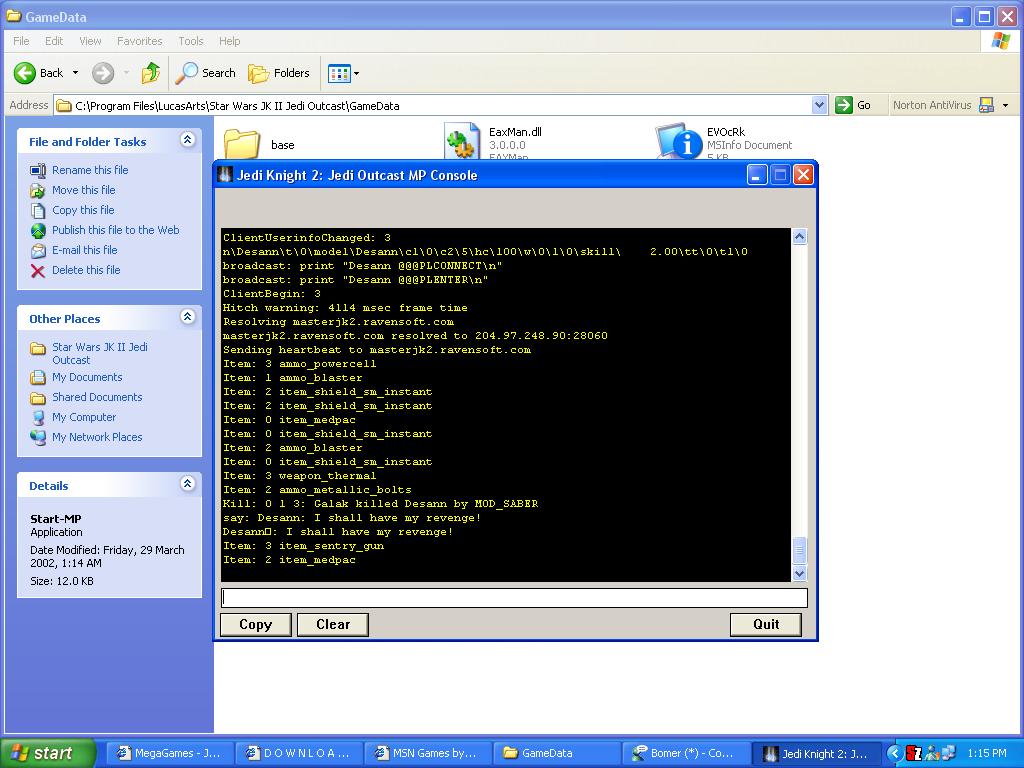 GameData
File Edit View Favorites Tools Help
Back Search Folders
Address C:\Program Files\LucasArts\Star Wars JK II Jedi Outcast\GameData Go Norton AntiVirus
File and Folder Tasks
Rename this file
Move this file
Copy this file
Publish this file to the Web
E-mail this file
Delete this file
Other Places
Star Wars JK II Jedi
Outcast
My Documents
Shared Documents
My Computer
My Network Places
Details
Start-MP
Application
Date Modified: Friday, 29 March
2002, 1:14 AM
Size: 12.0 KB
base
EaxMan.dll
3.0.0.0
EAXMan
EVOcRk
MSInfo Document
5 KB
Jedi Knight 2: Jedi Outcast MP Console
ClientUserinfoChanged: 3
n\Desann\t\0\model\Desann\c1\0\c2\5\hc\100\w\0\l\0\skill\    2.00\tt\0\tl\0
broadcast: print "Desann @@@PLCONNECT\n"
broadcast: print "Desann @@@PLENTER\n"
ClientBegin: 3
Hitch warning: 4114 msec frame time
Resolving masterjk2.ravensoft.com
masterjk2.ravensoft.com resolved to 204.97.248.90:28060
Sending heartbeat to masterjk2.ravensoft.com
Item: 3 ammo_powercell
Item: 1 ammo_blaster
Item: 2 item_shield_sm_instant
Item: 2 item_shield_sm_instant
Item: 0 item_medpac
Item: 0 item_shield_sm_instant
Item: 2 ammo_blaster
Item: 0 item_shield_sm_instant
Item: 3 weapon_thermal
Item: 2 ammo_metallic_bolts
Kill: 0 1 3: Galak killed Desann by MOD_SABER
say: Desann: I shall have my revenge!
Desann▯: I shall have my revenge!
Item: 3 item_sentry_gun
Item: 2 item_medpac
Copy Clear Quit
start MegaGames - J... D O W N L O A ... MSN Games by... GameData Bomer (*) - Co... Jedi Knight 2: J... 1:15 PM